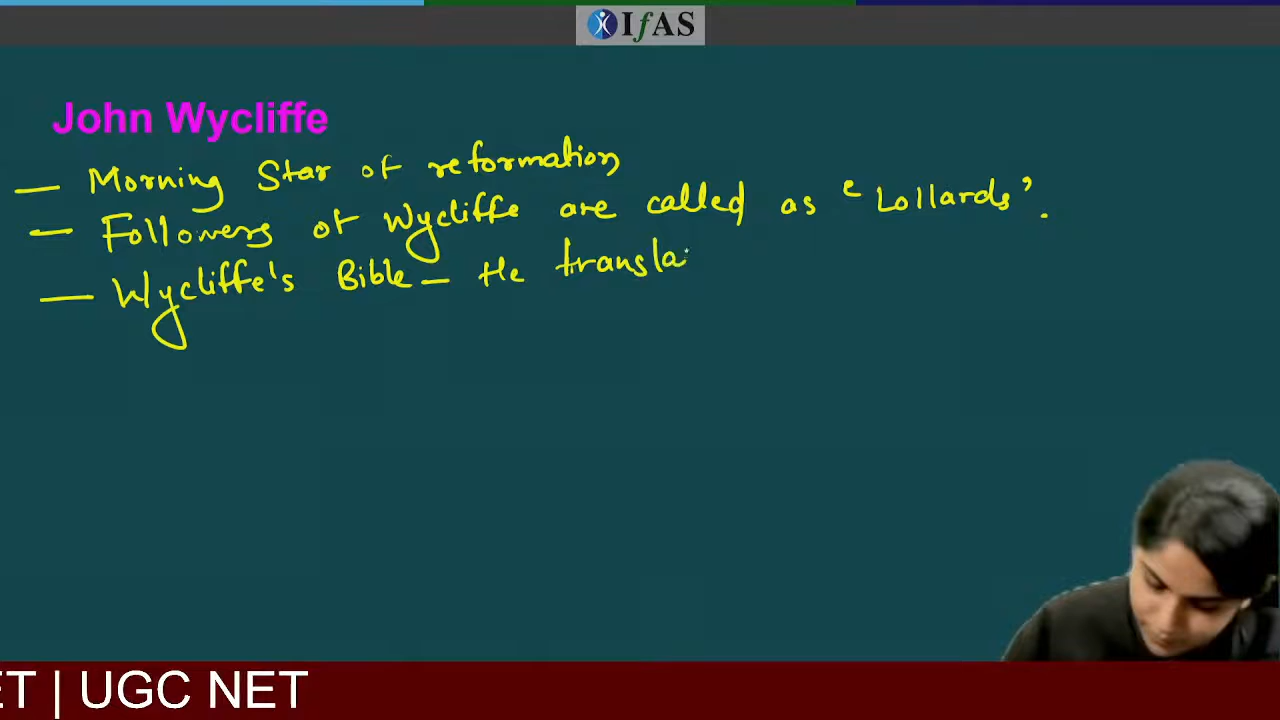 IfAS
John Wycliffe
— Morning Star of reformation
— Followers of Wycliffe are called as ‘Lollards’.
— Wycliffe's Bible – He transla
ET | UGC NET